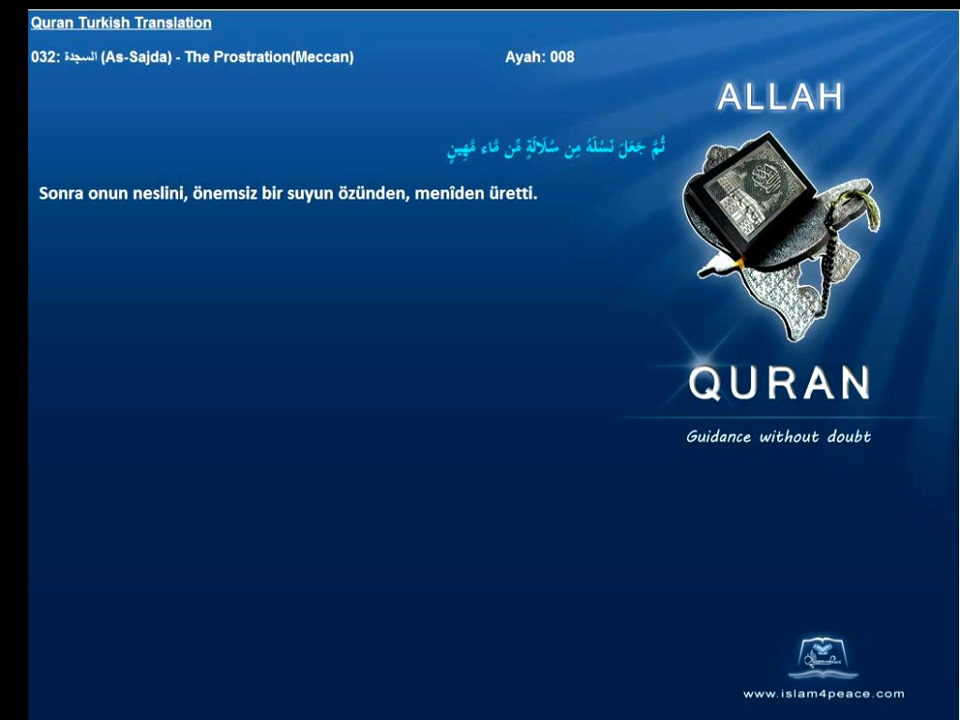 Quran Turkish Translation
032: السجدة (As-Sajda) - The Prostration(Meccan) Ayah: 008
ALLAH
ثُمَّ جَعَلَ نَسْلَهُ مِن سُلَالَةٍ مِّن مَّاء مَّهِينٍ
Sonra onun neslini, önemsiz bir suyun özünden, menîden üretti.
QURAN
Guidance without doubt
www.islam4peace.com